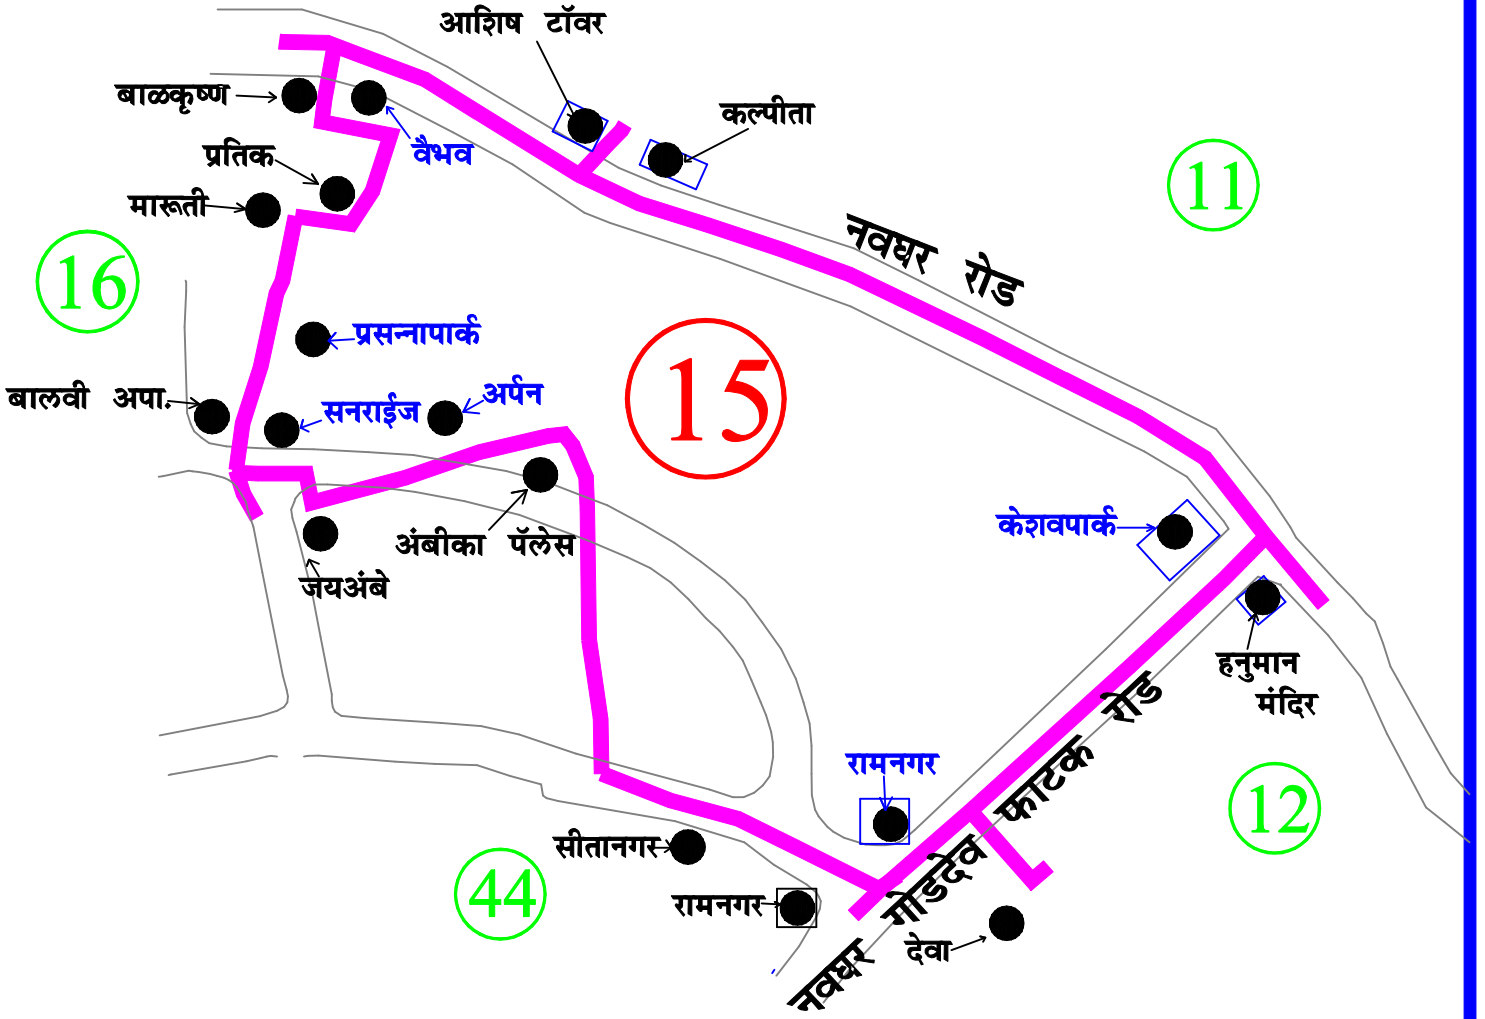 आशिष टॉवर
बाळकृष्ण
कल्पीता
वैभव
प्रतिक
11
मारूती
नवघर रोड
16
प्रसन्नापार्क
15
बालवी अपा.
सनराईज
अर्पन
केशवपार्क
अंबीका पॅलेस
जयअंबे
हनुमान
मंदिर
रामनगर
12
सीतानगर
44
रामनगर
देवा
नवघर गोडदेव फाटक रोड